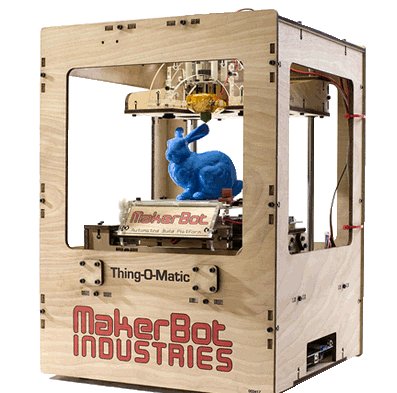 MakerBot
Automated Build Platform
Thing-O-Matic
MakerBot
INDUSTRIES